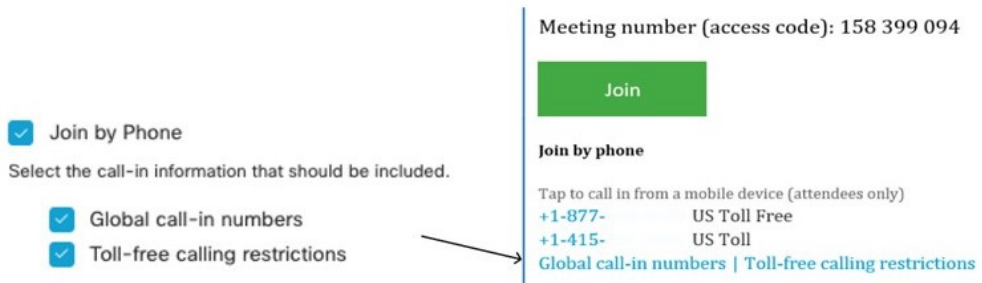 Join by Phone
Select the call-in information that should be included.
Global call-in numbers
Toll-free calling restrictions
Meeting number (access code): 158 399 094
Join
Join by phone
Tap to call in from a mobile device (attendees only)
+1-877- US Toll Free
+1-415- US Toll
Global call-in numbers | Toll-free calling restrictions